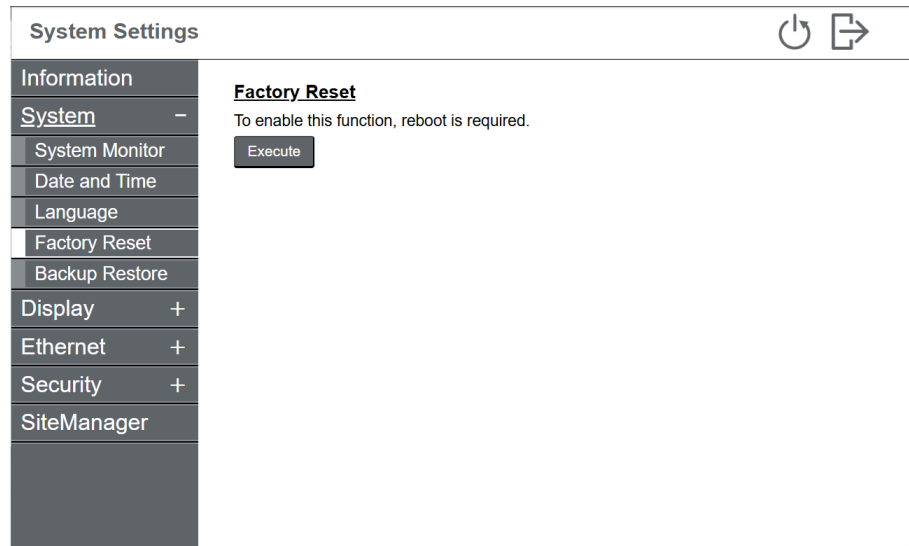 System Settings
Information
System −
System Monitor
Date and Time
Language
Factory Reset
Backup Restore
Display +
Ethernet +
Security +
SiteManager
Factory Reset
To enable this function, reboot is required.
Execute